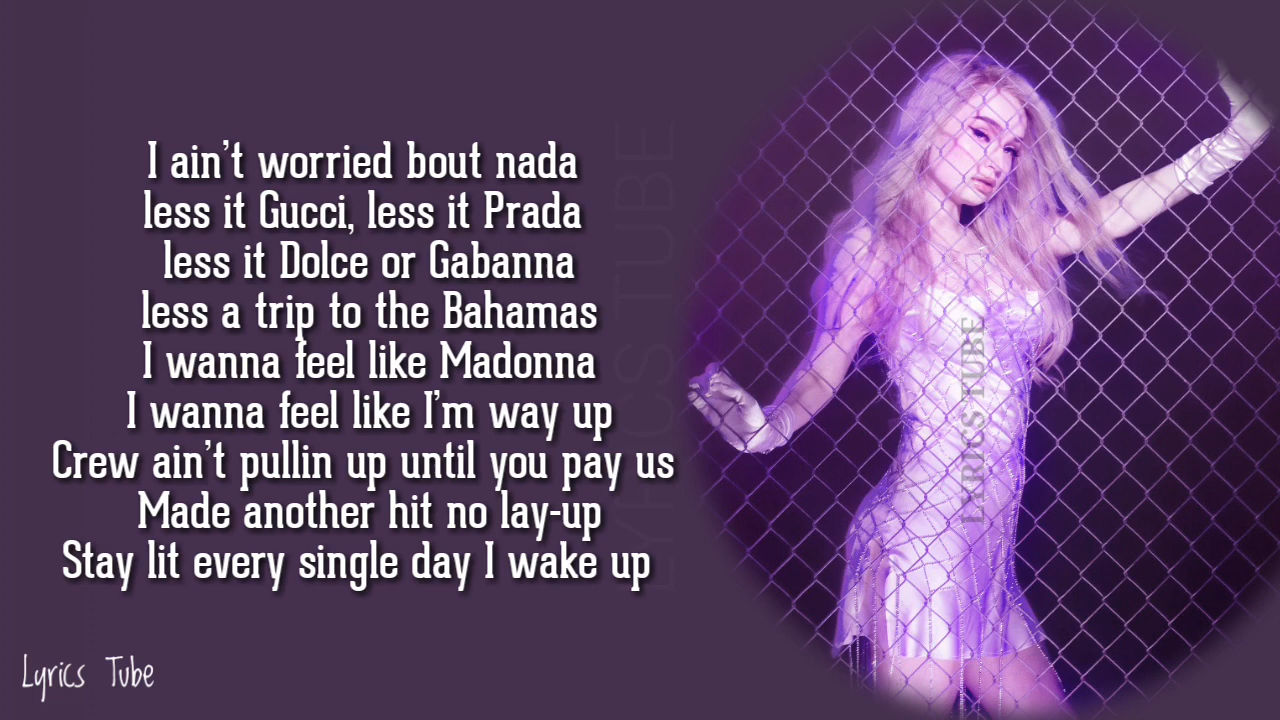 I ain't worried bout nada
less it Gucci, less it Prada
less it Dolce or Gabanna
less a trip to the Bahamas
I wanna feel like Madonna
I wanna feel like I'm way up
Crew ain't pullin up until you pay us
Made another hit no lay-up
Stay lit every single day I wake up
Lyrics Tube
LYRICS TUBE
LYRICS TUBE